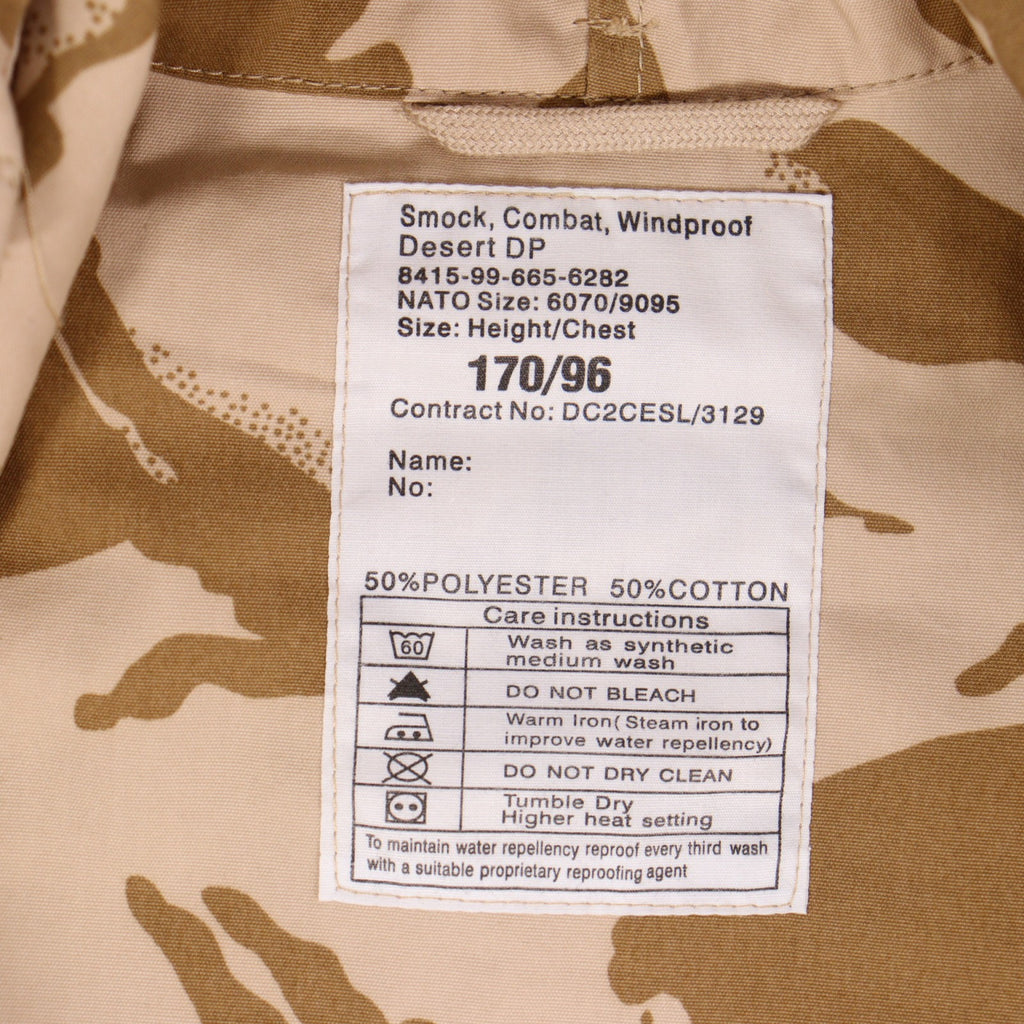 Smock, Combat, Windproof
Desert DP
8415-99-665-6282
NATO Size: 6070/9095
Size: Height/Chest
170/96
Contract No: DC2CESL/3129
Name:
No:
50%POLYESTER 50%COTTON
Care instructions
60
Wash as synthetic
medium wash
DO NOT BLEACH
Warm Iron( Steam iron to
improve water repellency)
DO NOT DRY CLEAN
Tumble Dry
Higher heat setting
To maintain water repellency reproof every third wash
with a suitable proprietary reproofing agent